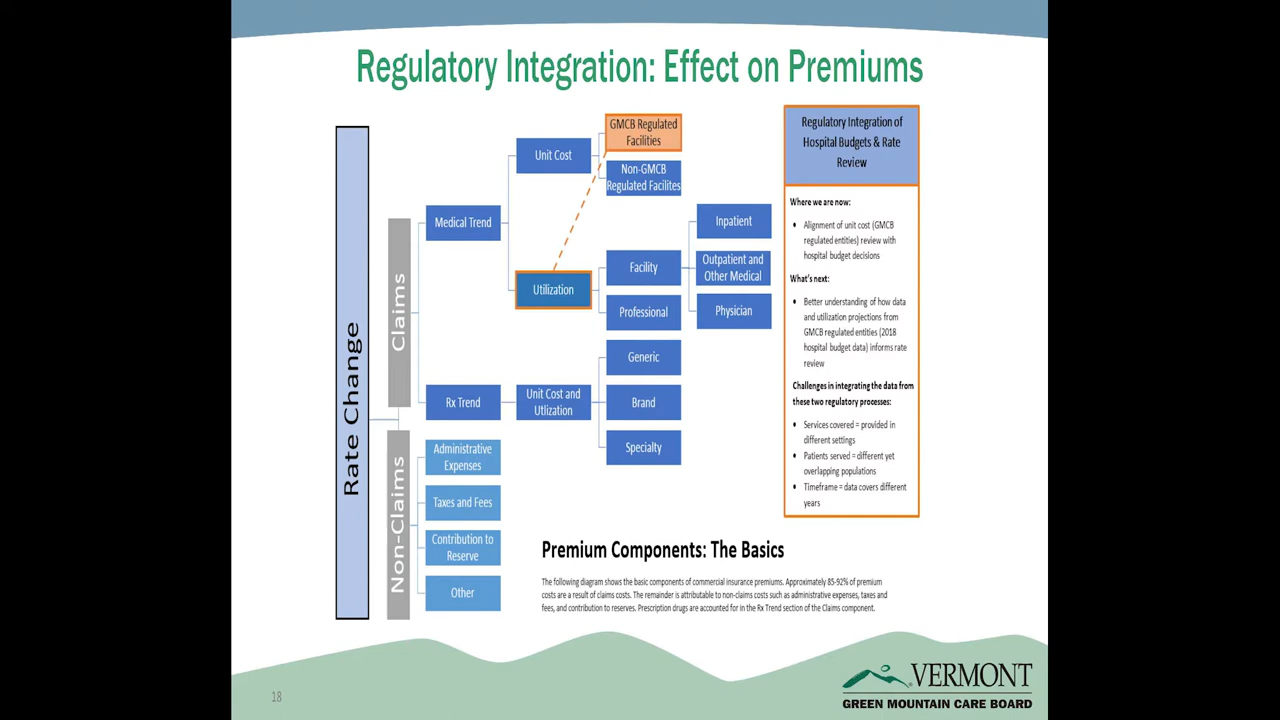 Regulatory Integration: Effect on Premiums
Rate Change
Claims
Non-Claims
Medical Trend
Rx Trend
Administrative
Expenses
Taxes and Fees
Contribution to
Reserve
Other
Unit Cost
Utilization
Unit Cost and
Utlization
GMCB Regulated
Facilities
Non-GMCB
Regulated Facilites
Facility
Professional
Generic
Brand
Specialty
Inpatient
Outpatient and
Other Medical
Physician
Regulatory Integration of
Hospital Budgets & Rate
Review
Where we are now:
• Alignment of unit cost (GMCB
regulated entities) review with
hospital budget decisions
What's next:
• Better understanding of how data
and utilization projections from
GMCB regulated entities (2018
hospital budget data) informs rate
review
Challenges in integrating the data from
these two regulatory processes:
• Services covered = provided in
different settings
• Patients served = different yet
overlapping populations
• Timeframe = data covers different
years
Premium Components: The Basics
The following diagram shows the basic components of commercial insurance premiums. Approximately 85-92% of premium
costs are a result of claims costs. The remainder is attributable to non-claims costs such as administrative expenses, taxes and
fees, and contribution to reserves. Prescription drugs are accounted for in the Rx Trend section of the Claims component.
18
VERMONT
GREEN MOUNTAIN CARE BOARD